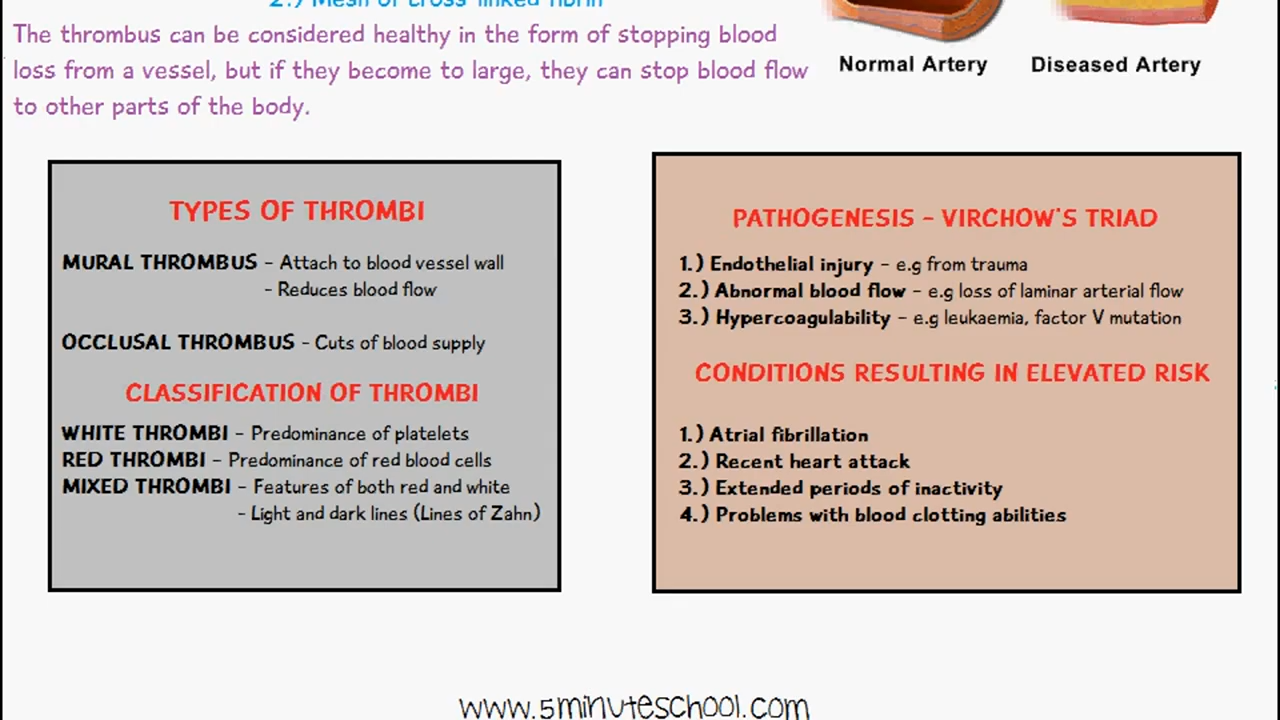 2.) Mesh of cross linked fibrin
The thrombus can be considered healthy in the form of stopping blood
loss from a vessel, but if they become to large, they can stop blood flow
to other parts of the body.
Normal Artery
Diseased Artery
TYPES OF THROMBI
MURAL THROMBUS - Attach to blood vessel wall
- Reduces blood flow
OCCLUSAL THROMBUS - Cuts of blood supply
CLASSIFICATION OF THROMBI
WHITE THROMBI - Predominance of platelets
RED THROMBI - Predominance of red blood cells
MIXED THROMBI - Features of both red and white
- Light and dark lines (Lines of Zahn)
PATHOGENESIS - VIRCHOW'S TRIAD
1.) Endothelial injury - e.g from trauma
2.) Abnormal blood flow - e.g loss of laminar arterial flow
3.) Hypercoagulability - e.g leukaemia, factor V mutation
CONDITIONS RESULTING IN ELEVATED RISK
1.) Atrial fibrillation
2.) Recent heart attack
3.) Extended periods of inactivity
4.) Problems with blood clotting abilities
www.5minuteschool.com